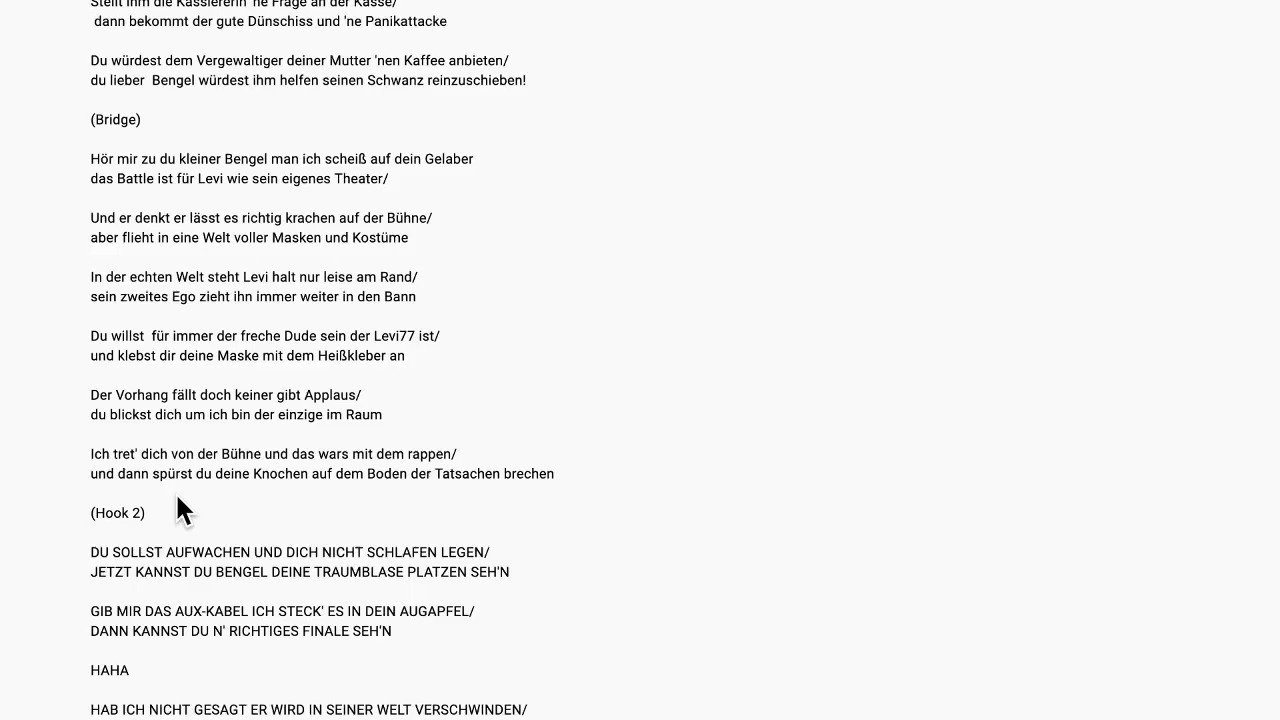 Stellt ihm die Kassiererin 'ne Frage an der Kasse/
dann bekommt der gute Dünschiss und 'ne Panikattacke
Du würdest dem Vergewaltiger deiner Mutter 'nen Kaffee anbieten/
du lieber  Bengel würdest ihm helfen seinen Schwanz reinzuschieben!
(Bridge)
Hör mir zu du kleiner Bengel man ich scheiß auf dein Gelaber
das Battle ist für Levi wie sein eigenes Theater/
Und er denkt er lässt es richtig krachen auf der Bühne/
aber flieht in eine Welt voller Masken und Kostüme
In der echten Welt steht Levi halt nur leise am Rand/
sein zweites Ego zieht ihn immer weiter in den Bann
Du willst  für immer der freche Dude sein der Levi77 ist/
und klebst dir deine Maske mit dem Heißkleber an
Der Vorhang fällt doch keiner gibt Applaus/
du blickst dich um ich bin der einzige im Raum
Ich tret' dich von der Bühne und das wars mit dem rappen/
und dann spürst du deine Knochen auf dem Boden der Tatsachen brechen
(Hook 2)
DU SOLLST AUFWACHEN UND DICH NICHT SCHLAFEN LEGEN/
JETZT KANNST DU BENGEL DEINE TRAUMBLASE PLATZEN SEH'N
GIB MIR DAS AUX-KABEL ICH STECK' ES IN DEIN AUGAPFEL/
DANN KANNST DU N' RICHTIGES FINALE SEH'N
HAHA
HAB ICH NICHT GESAGT ER WIRD IN SEINER WELT VERSCHWINDEN/